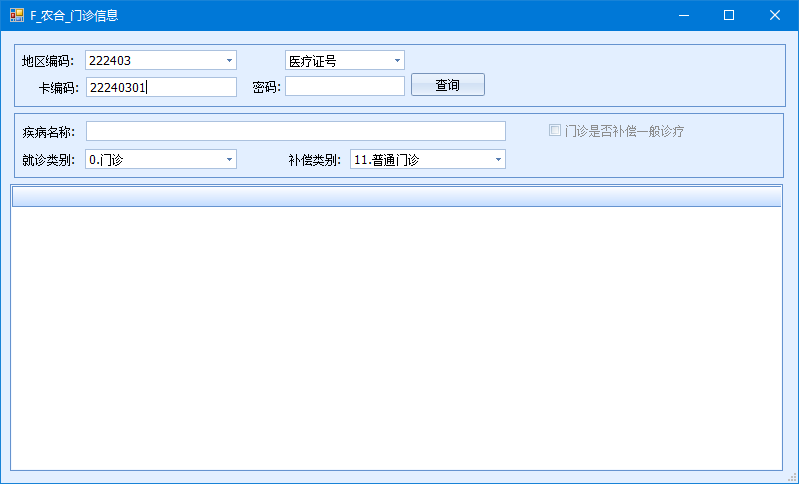 F_农合_门诊信息
地区编码: 222403 医疗证号
卡编码: 22240301 密码: 查询
疾病名称: 门诊是否补偿一般诊疗
就诊类别: 0.门诊 补偿类别: 11.普通门诊